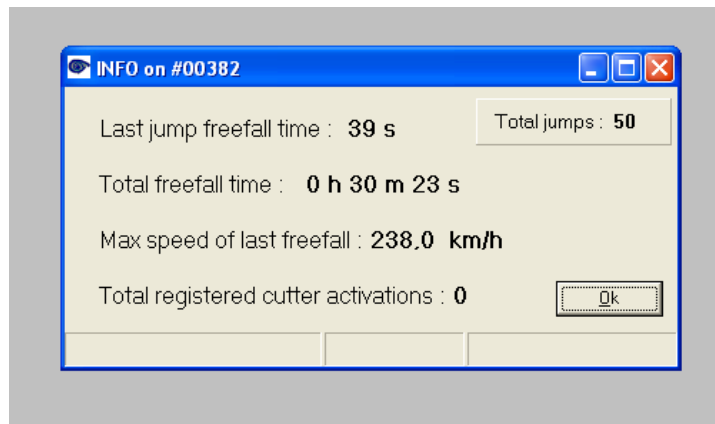 INFO on #00382
Last jump freefall time : 39 s
Total jumps : 50
Total freefall time : 0 h 30 m 23 s
Max speed of last freefall : 238,0 km/h
Total registered cutter activations : 0
Ok